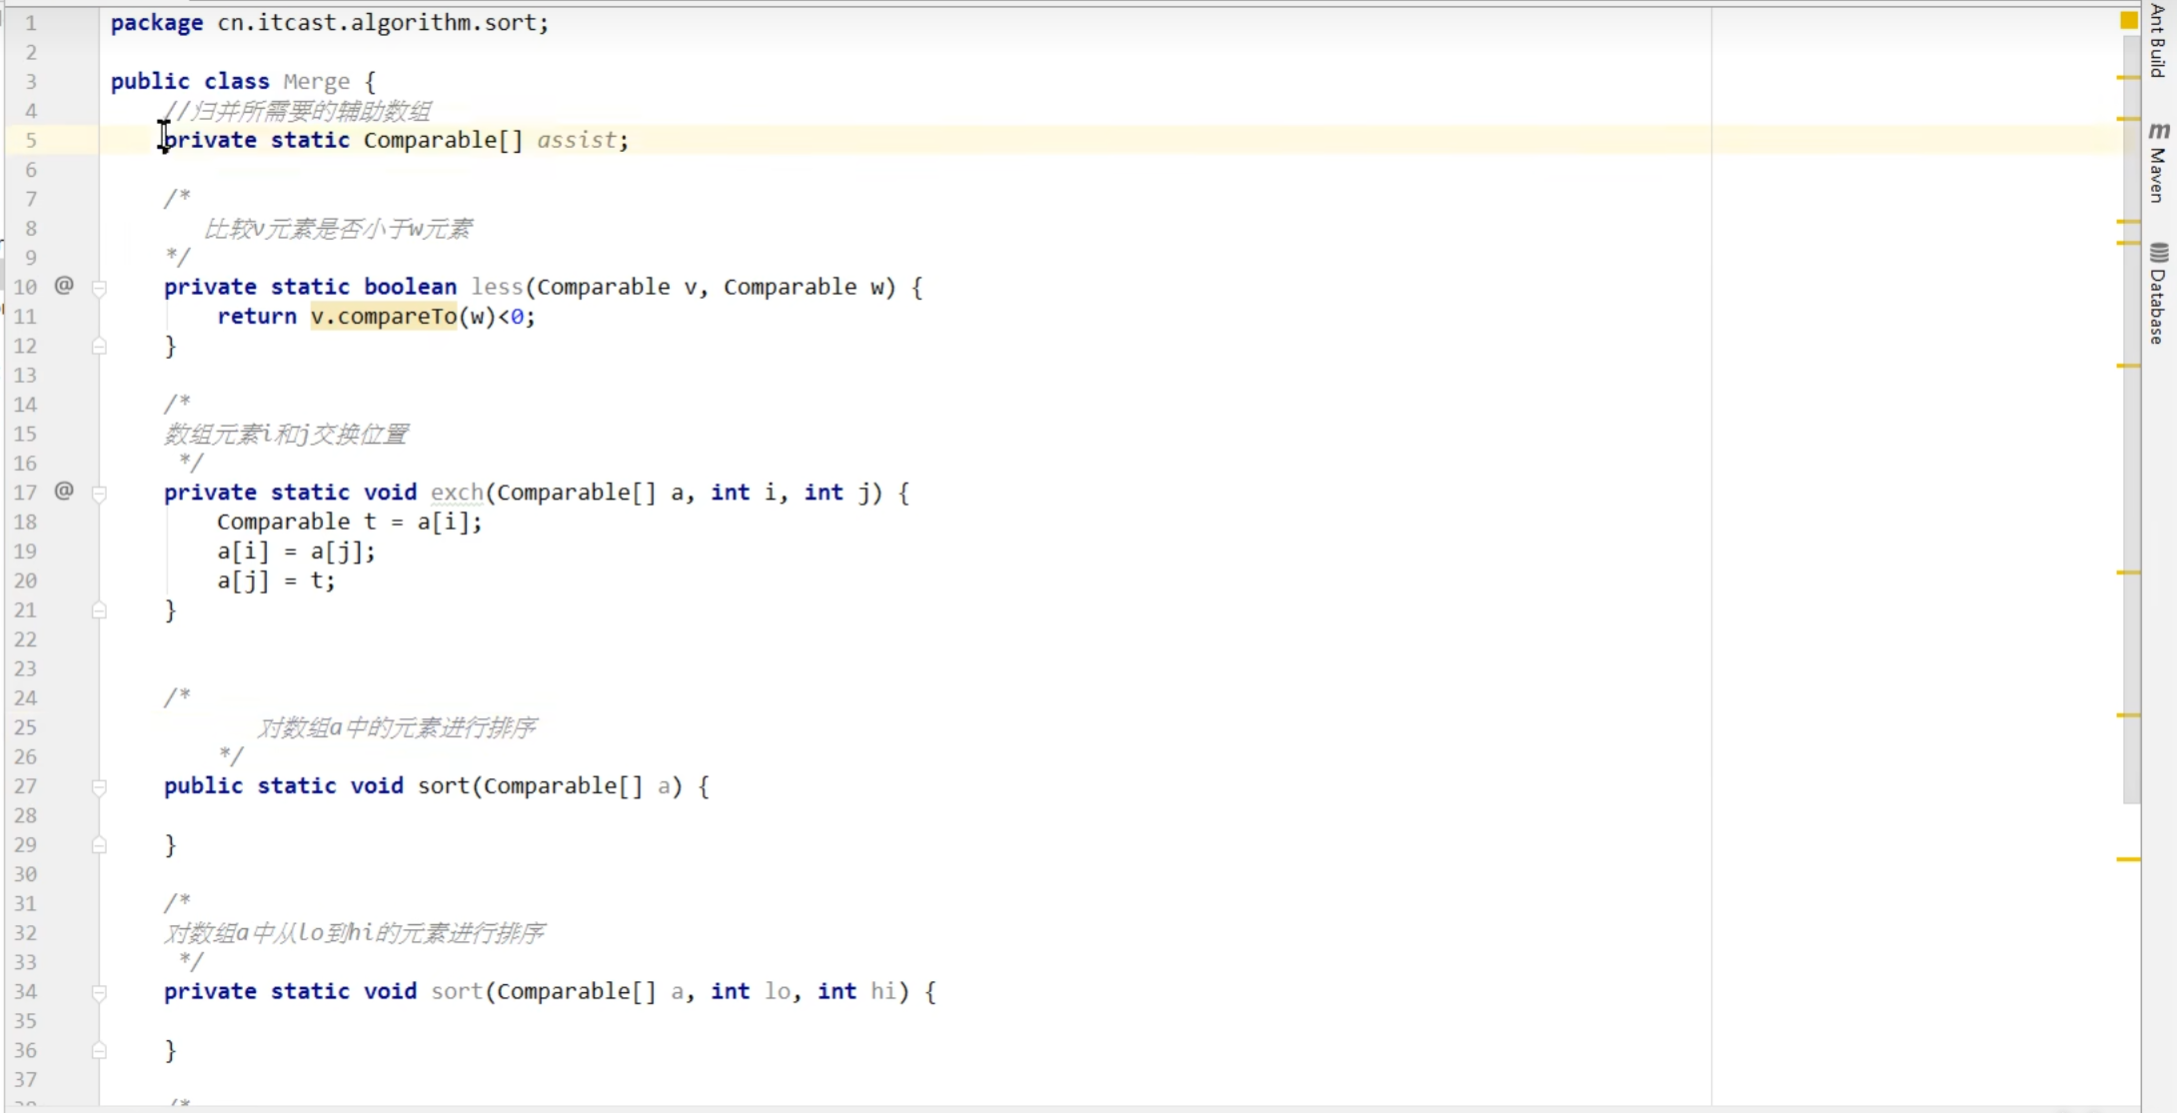 1 package cn.itcast.algorithm.sort;
2
3 public class Merge {
4 //归并所需要的辅助数组
5 private static Comparable[] assist;
6
7 /*
8 比较v元素是否小于w元素
9 */
10 @ private static boolean less(Comparable v, Comparable w) {
11 return v.compareTo(w)<0;
12 }
13
14 /*
15 数组元素i和j交换位置
16 */
17 @ private static void exch(Comparable[] a, int i, int j) {
18 Comparable t = a[i];
19 a[i] = a[j];
20 a[j] = t;
21 }
22
23
24 /*
25 对数组a中的元素进行排序
26 */
27 public static void sort(Comparable[] a) {
28
29 }
30
31 /*
32 对数组a中从lo到hi的元素进行排序
33 */
34 private static void sort(Comparable[] a, int lo, int hi) {
35
36 }
37
/*
Ant Build
m Maven
Database